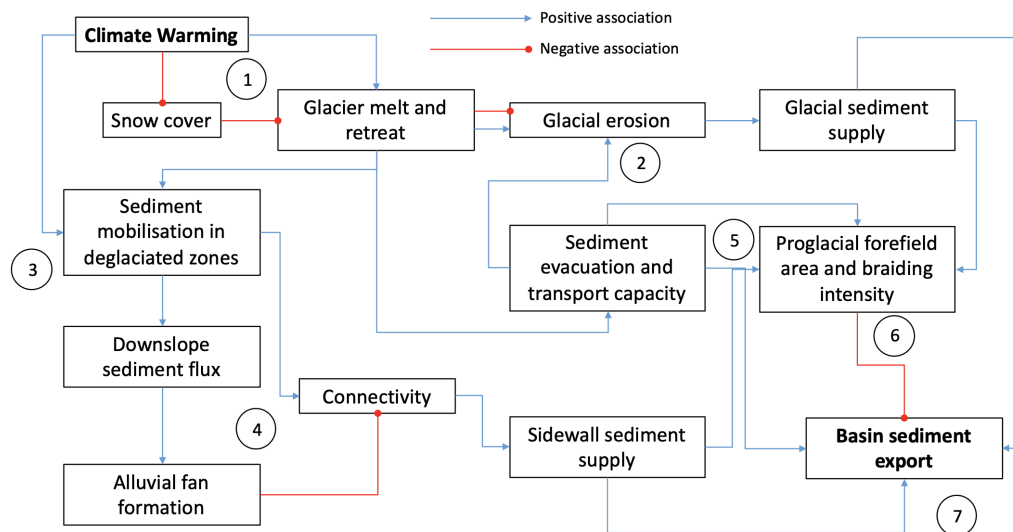 Positive association
Climate Warming
Negative association
1
Snow cover
Glacier melt and
retreat
Glacial erosion
Glacial sediment
supply
2
Sediment
mobilisation in
deglaciated zones
3
Sediment
evacuation and
transport capacity
5
Proglacial forefield
area and braiding
intensity
6
Downslope
sediment flux
Connectivity
4
Sidewall sediment
supply
Basin sediment
export
Alluvial fan
formation
7